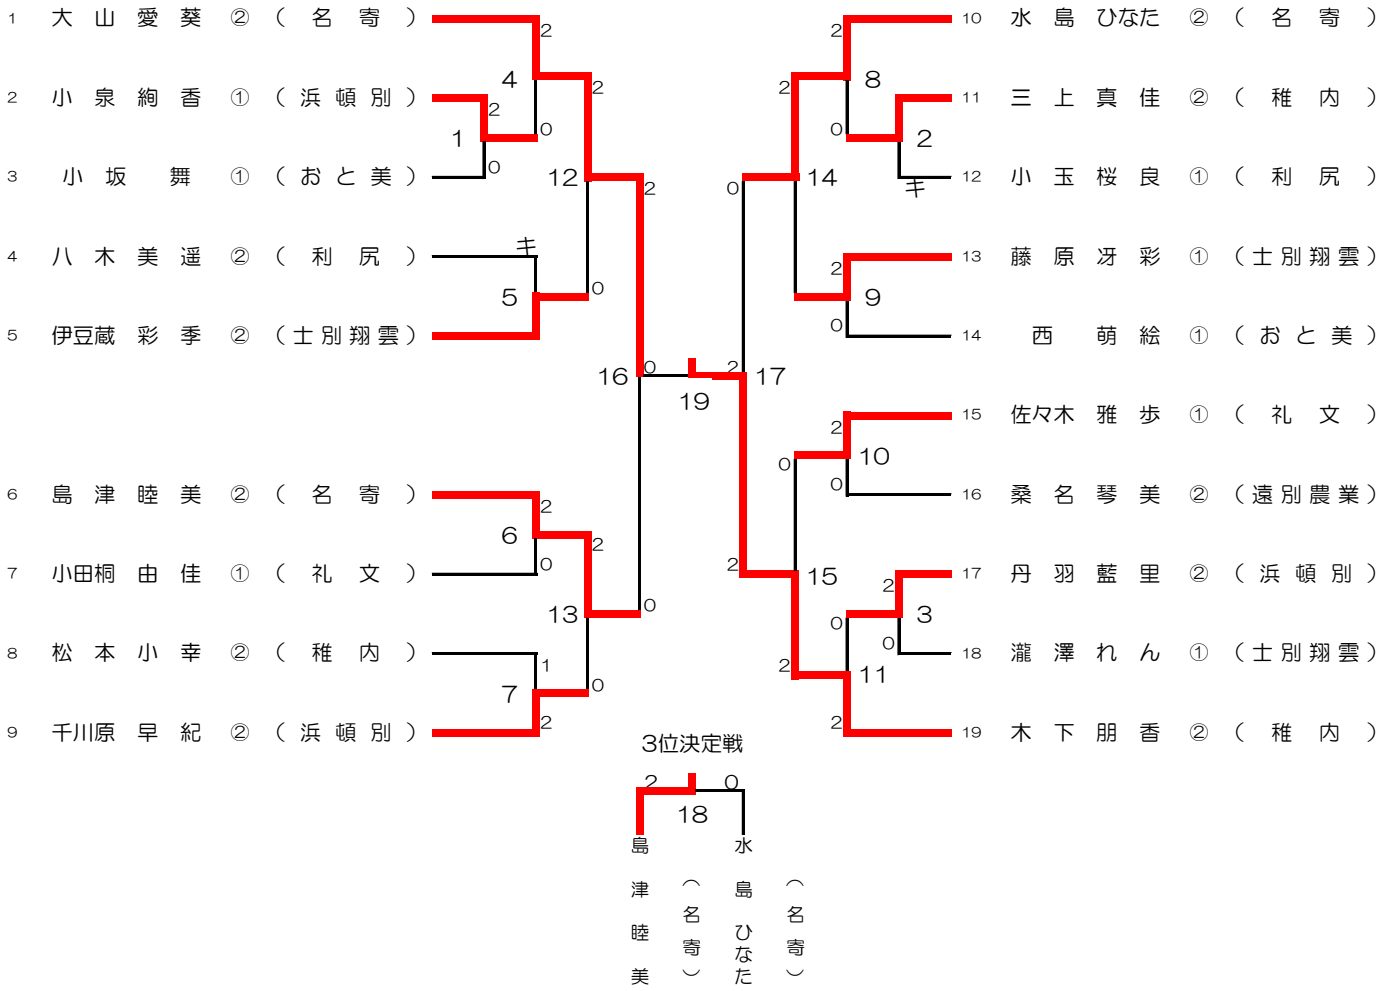 1 大山愛葵 ② (名寄)
2 小泉絢香 ① (浜頓別)
3 小坂舞 ① (おと美)
4 八木美遥 ② (利尻)
5 伊豆蔵彩季 ② (士別翔雲)
6 島津睦美 ② (名寄)
7 小田桐由佳 ① (礼文)
8 松本小幸 ② (稚内)
9 千川原早紀 ② (浜頓別)
2
4
2
1
0
0
2
12
キ
5
0
2
16
0
2
6
0
2
13
0
1
7
2
0
19
10 水島ひなた ② (名寄)
11 三上真佳 ② (稚内)
12 小玉桜良 ① (利尻)
13 藤原冴彩 ① (士別翔雲)
14 西萌絵 ① (おと美)
15 佐々木雅歩 ① (礼文)
16 桑名琴美 ② (遠別農業)
17 丹羽藍里 ② (浜頓別)
18 瀧澤れん ① (士別翔雲)
19 木下朋香 ② (稚内)
2
8
2
0
2
キ
0
14
2
9
0
2
17
2
10
0
0
2
15
2
3
0
0
11
2
2
3位決定戦
2
0
18
島津睦美
(名寄)
水島ひなた
(名寄)